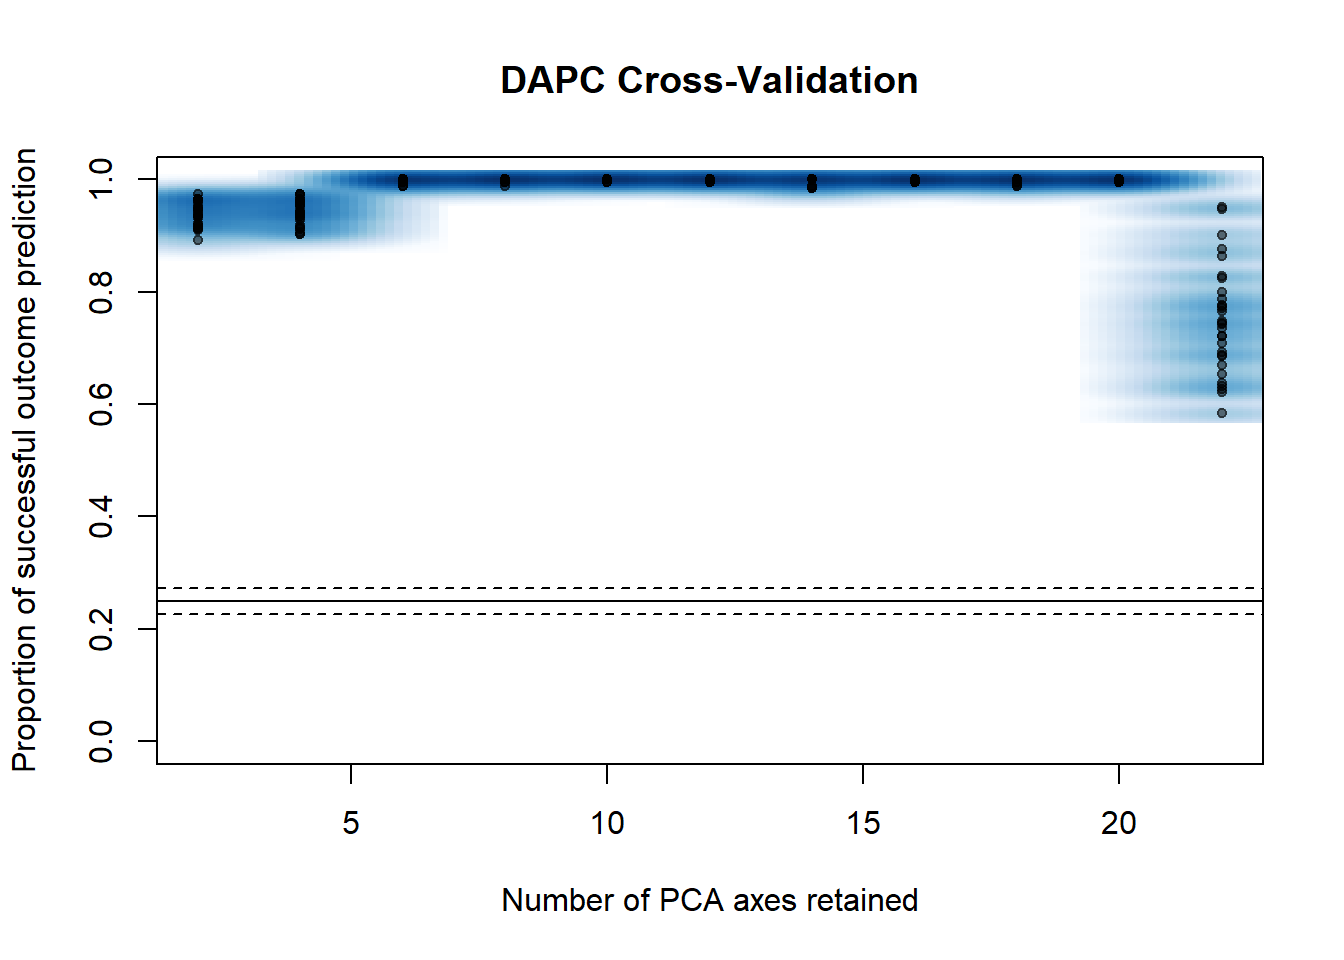 DAPC Cross-Validation
Proportion of successful outcome prediction
1.0
0.8
0.6
0.4
0.2
0.0
5 10 15 20
Number of PCA axes retained